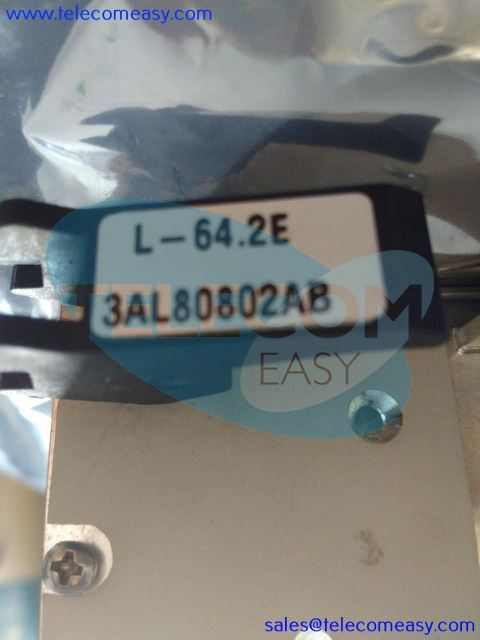 www.telecomeasy.com
L-64.2E
3AL80802AB
TELECOM
EASY
sales@telecomeasy.com